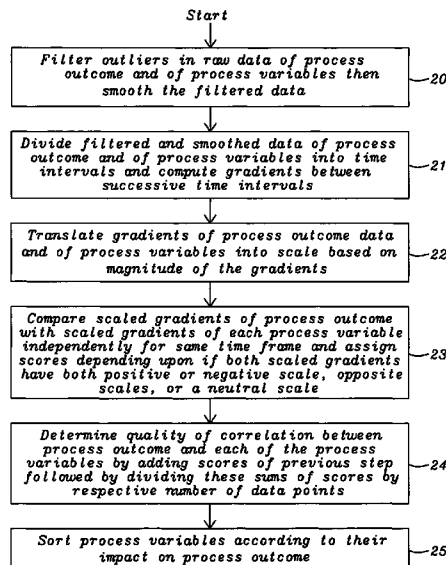 Start
Filter outliers in raw data of process
outcome and of process variables then
smooth the filtered data
20
Divide filtered and smoothed data of process
outcome and of process variables into time
intervals and compute gradients between
successive time intervals
21
Translate gradients of process outcome data
and of process variables into scale based on
magnitude of the gradients
22
Compare scaled gradients of process outcome
with scaled gradients of each process variable
independently for same time frame and assign
scores depending upon if both scaled gradients
have both positive or negative scale, opposite
scales, or a neutral scale
23
Determine quality of correlation between
process outcome and each of the process
variables by adding scores of previous step
followed by dividing these sums of scores by
respective number of data points
24
Sort process variables according to their
impact on process outcome
25